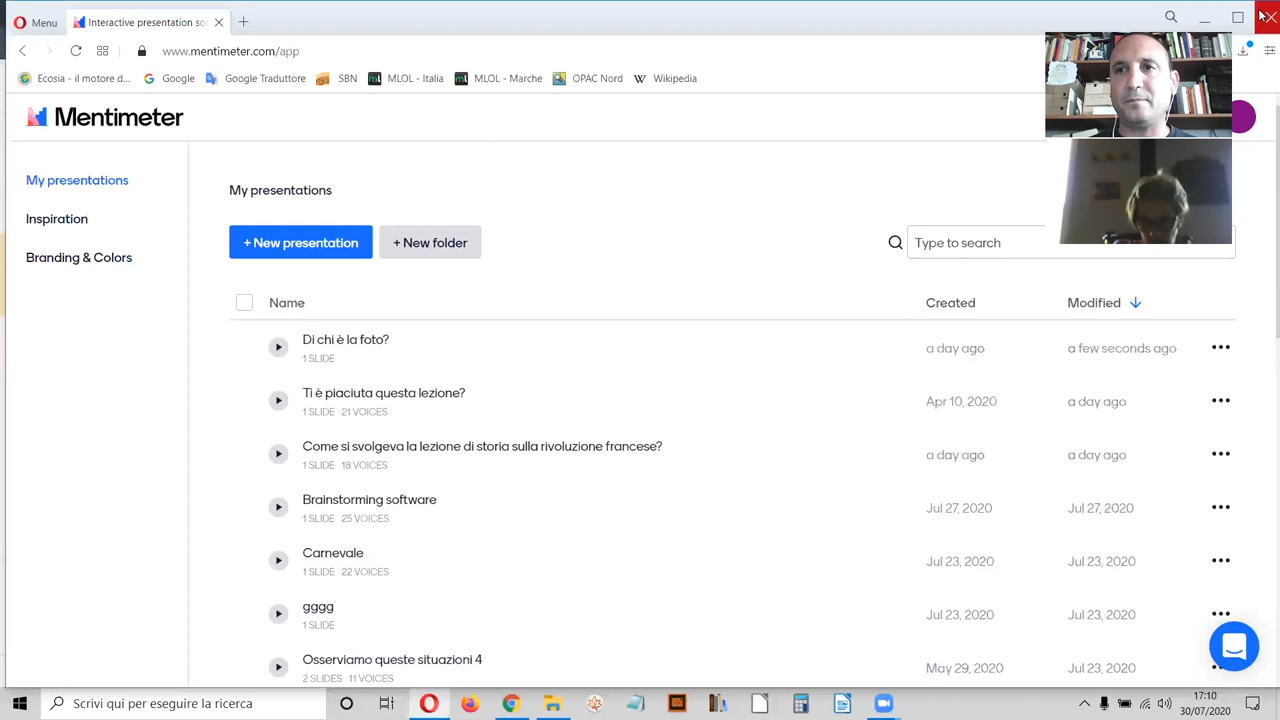 Menu
Interactive presentation so
www.mentimeter.com/app
Ecosia - il motore d...
Google
Google Traduttore
SBN
MLOL - Italia
MLOL - Marche
OPAC Nord
Wikipedia
Mentimeter
My presentations
Inspiration
Branding & Colors
My presentations
+ New presentation
+ New folder
Type to search
Name Created Modified
Di chi è la foto? a day ago a few seconds ago
1 SLIDE
Ti è piaciuta questa lezione? Apr 10, 2020 a day ago
1 SLIDE 21 VOICES
Come si svolgeva la lezione di storia sulla rivoluzione francese? a day ago a day ago
1 SLIDE 18 VOICES
Brainstorming software Jul 27, 2020 Jul 27, 2020
1 SLIDE 25 VOICES
Carnevale Jul 23, 2020 Jul 23, 2020
1 SLIDE 22 VOICES
gggg Jul 23, 2020 Jul 23, 2020
1 SLIDE
Osserviamo queste situazioni 4 May 29, 2020 Jul 23, 2020
2 SLIDES 11 VOICES
Scrivi qui per eseguire la ricerca
17:10
30/07/2020